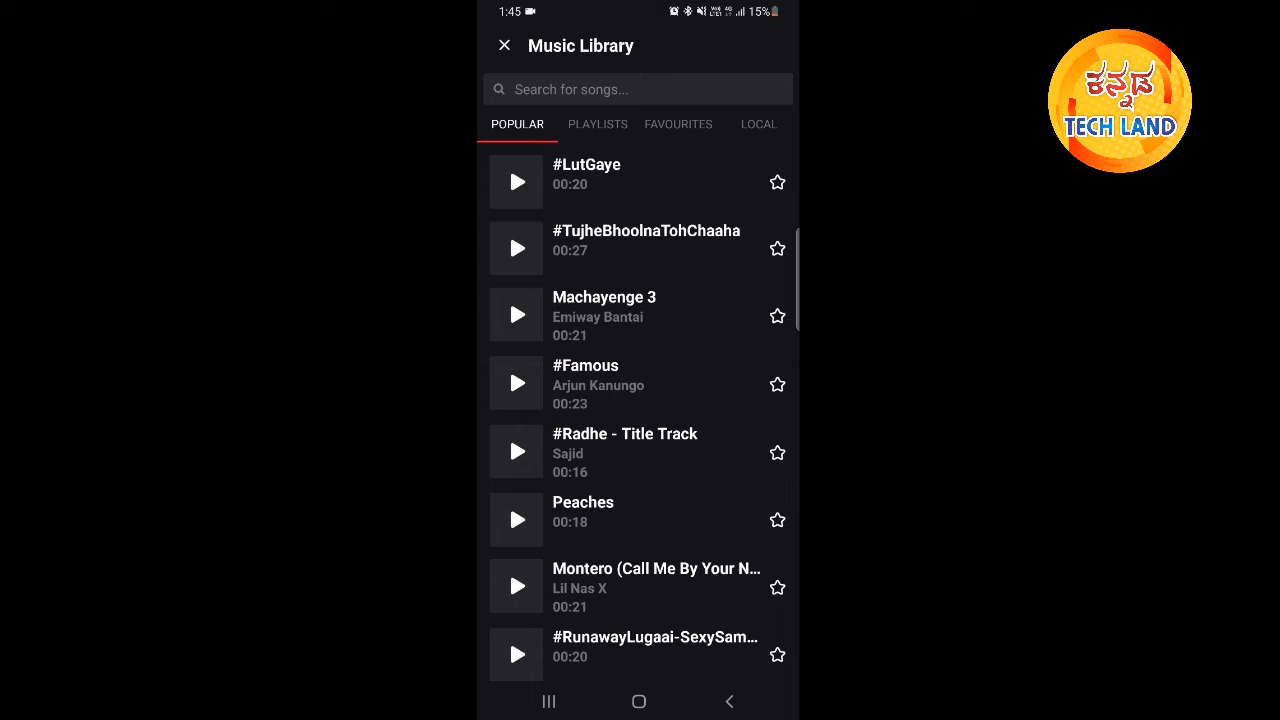 1:45
15%
Music Library
Search for songs...
POPULAR PLAYLISTS FAVOURITES LOCAL
#LutGaye
00:20
#TujheBhoolnaTohChaaha
00:27
Machayenge 3
Emiway Bantai
00:21
#Famous
Arjun Kanungo
00:23
#Radhe - Title Track
Sajid
00:16
Peaches
00:18
Montero (Call Me By Your N...
Lil Nas X
00:21
#RunawayLugaai-SexySam...
00:20
ಕನ್ನಡ
TECH LAND